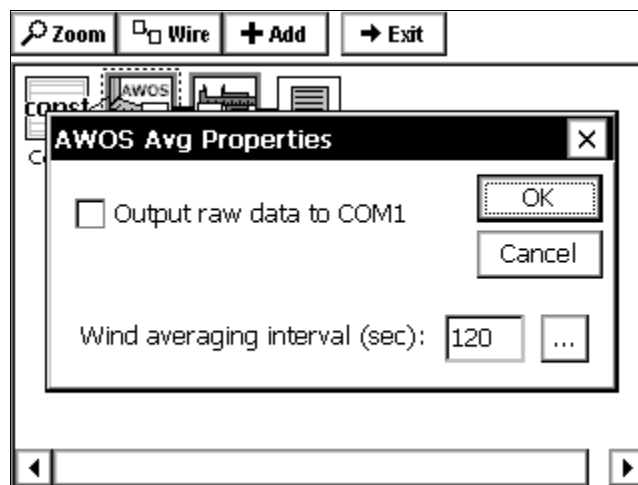 Zoom Wire Add Exit
AWOS
const
C
AWOS Avg Properties
Output raw data to COM1
OK
Cancel
Wind averaging interval (sec): 120 ...